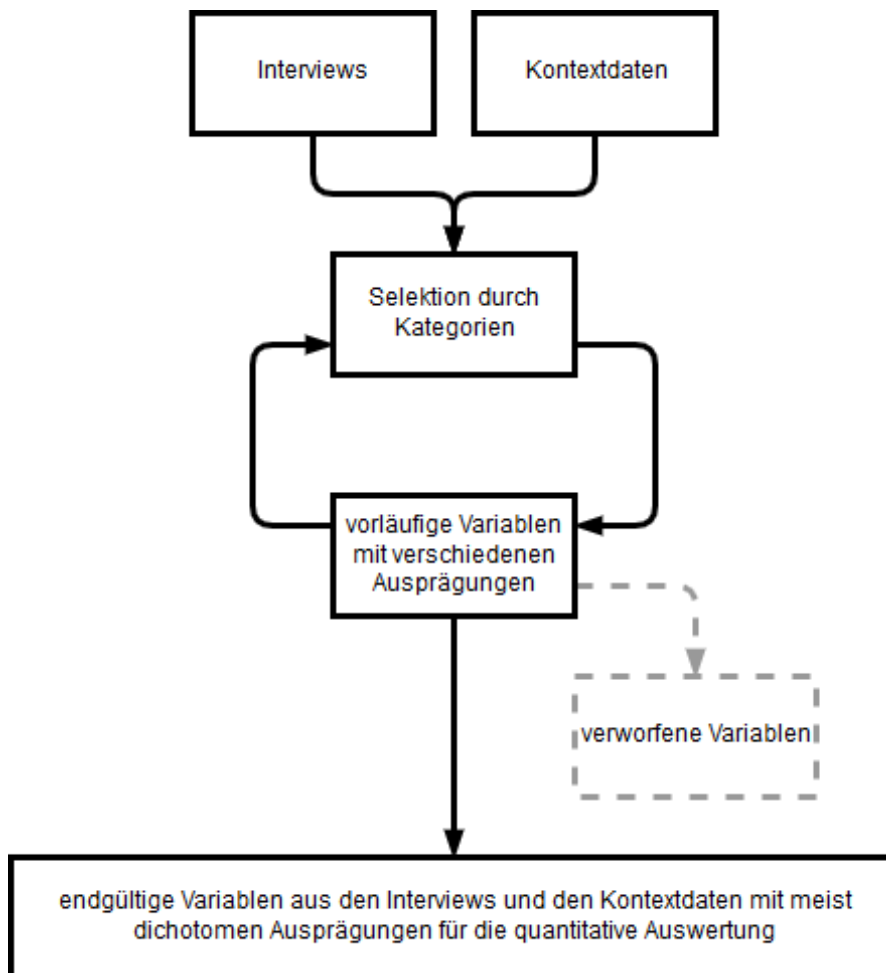 Interviews
Kontextdaten
Selektion durch
Kategorien
vorläufige Variablen
mit verschiedenen
Ausprägungen
verworfene Variablen
endgültige Variablen aus den Interviews und den Kontextdaten mit meist
dichotomen Ausprägungen für die quantitative Auswertung